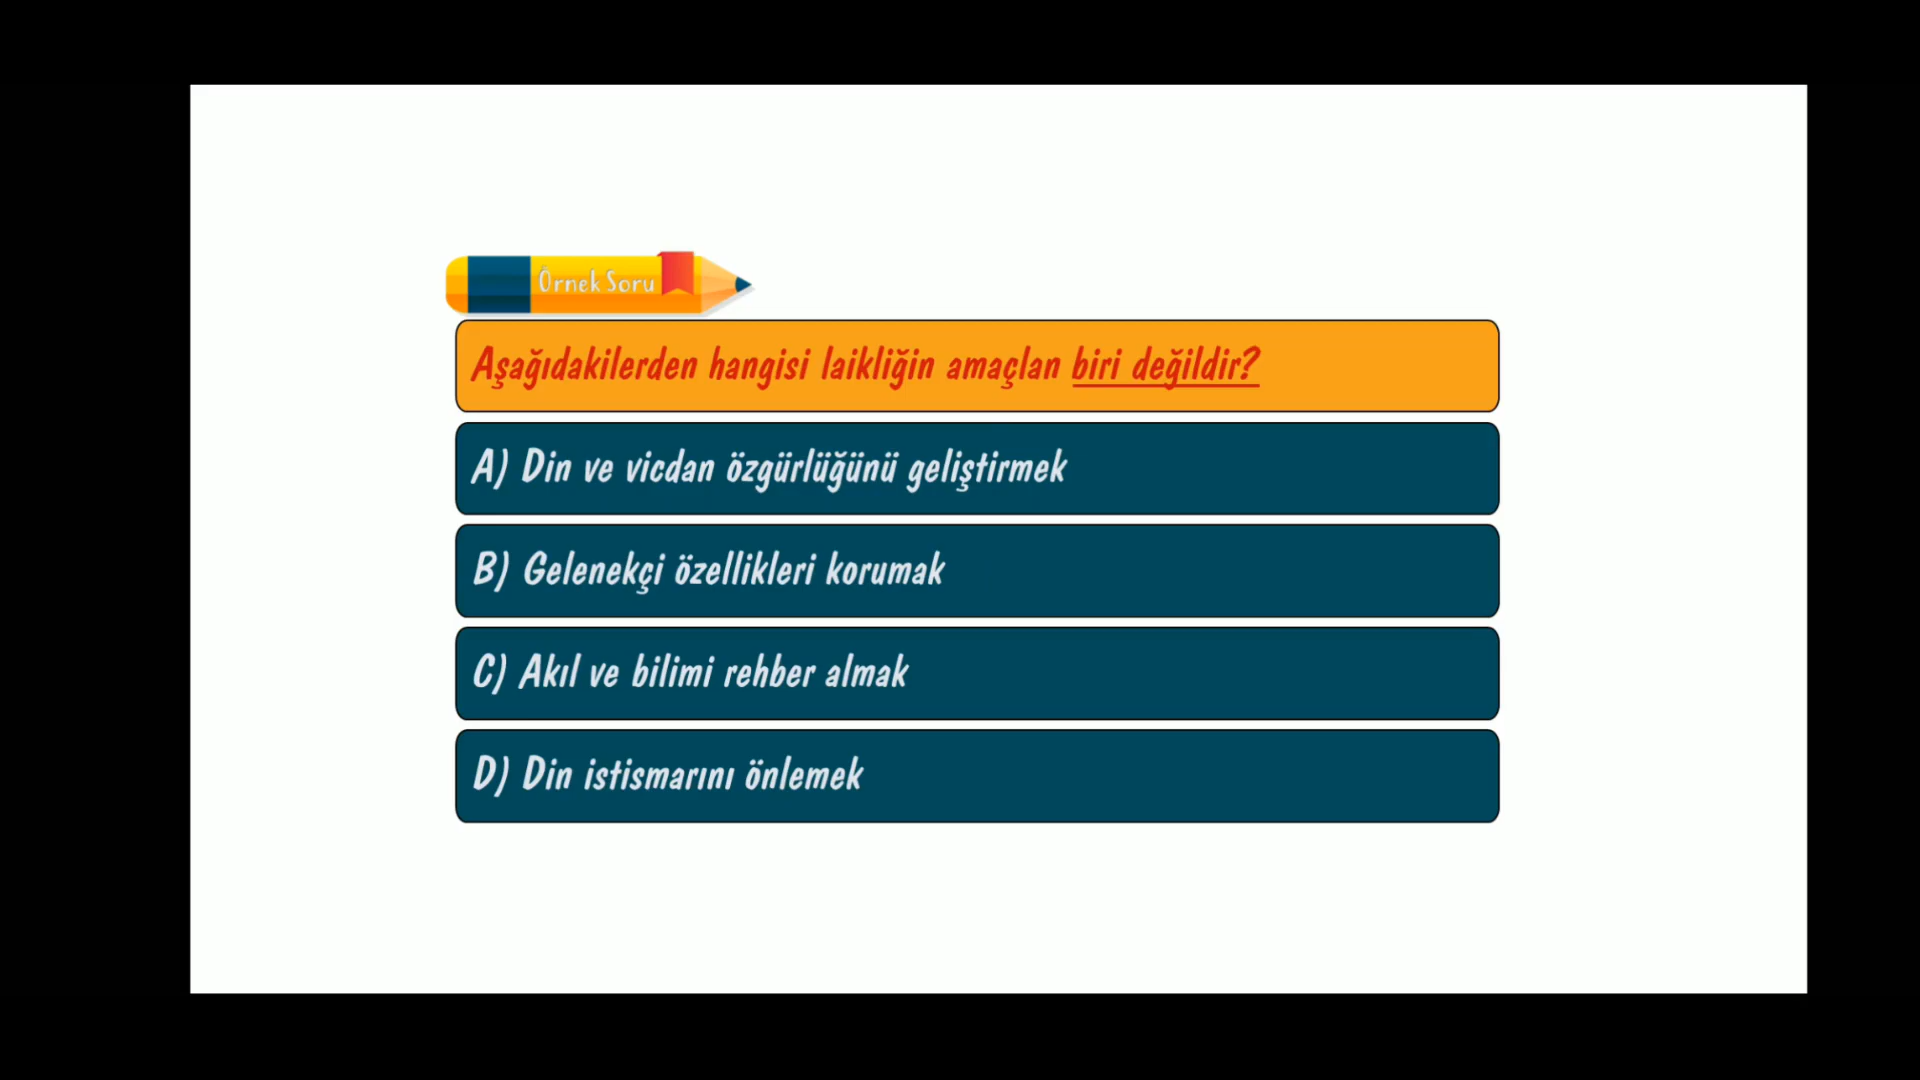 Örnek Soru
Aşağıdakilerden hangisi laikliğin amaçlan biri değildir?
A) Din ve vicdan özgürlüğünü geliştirmek
B) Gelenekçi özellikleri korumak
C) Akıl ve bilimi rehber almak
D) Din istismarını önlemek